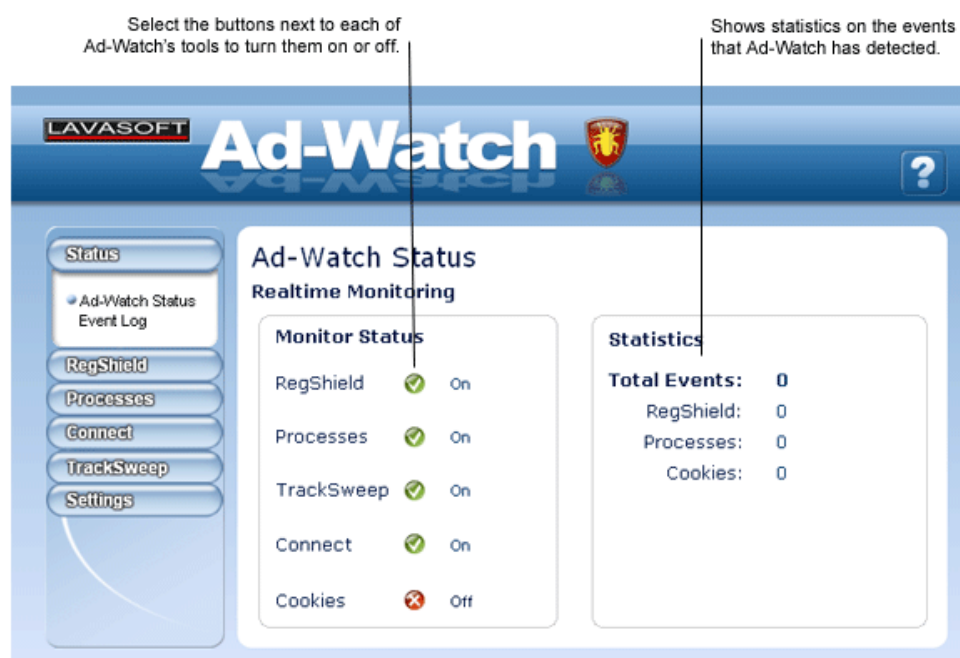 Select the buttons next to each of
Ad-Watch's tools to turn them on or off.
Shows statistics on the events
that Ad-Watch has detected.
LAVASOFT
Ad-Watch
?
Status
Ad-Watch Status
Event Log
RegShield
Processes
Connect
TrackSweep
Settings
Ad-Watch Status
Realtime Monitoring
Monitor Status
RegShield On
Processes On
TrackSweep On
Connect On
Cookies Off
Statistics
Total Events: 0
RegShield: 0
Processes: 0
Cookies: 0